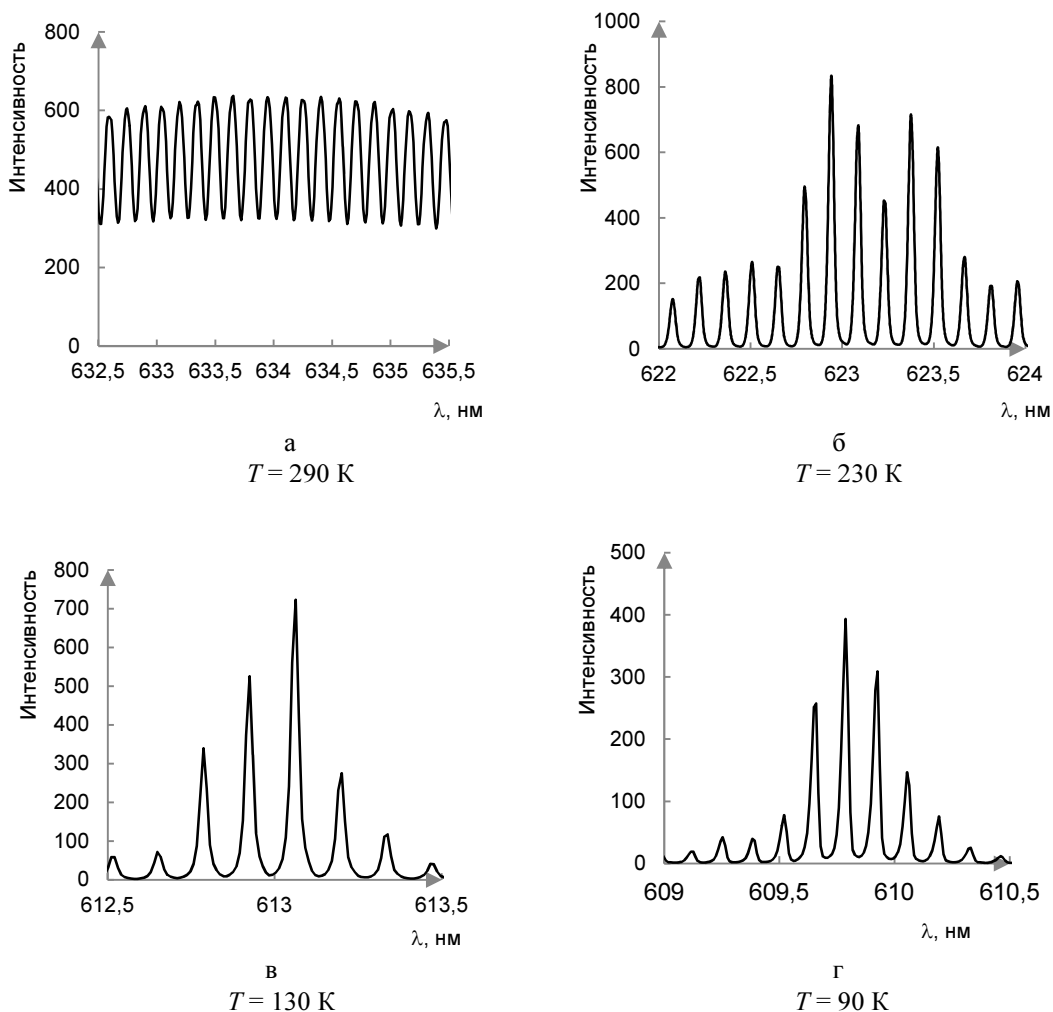 Интенсивность
800
600
400
200
0
632,5 633 633,5 634 634,5 635 635,5
λ, нм
а
T = 290 К
Интенсивность
1000
800
600
400
200
0
622 622,5 623 623,5 624
λ, нм
б
T = 230 К
Интенсивность
800
700
600
500
400
300
200
100
0
612,5 613 613,5
λ, нм
в
T = 130 К
Интенсивность
500
400
300
200
100
0
609 609,5 610 610,5
λ, нм
г
T = 90 К